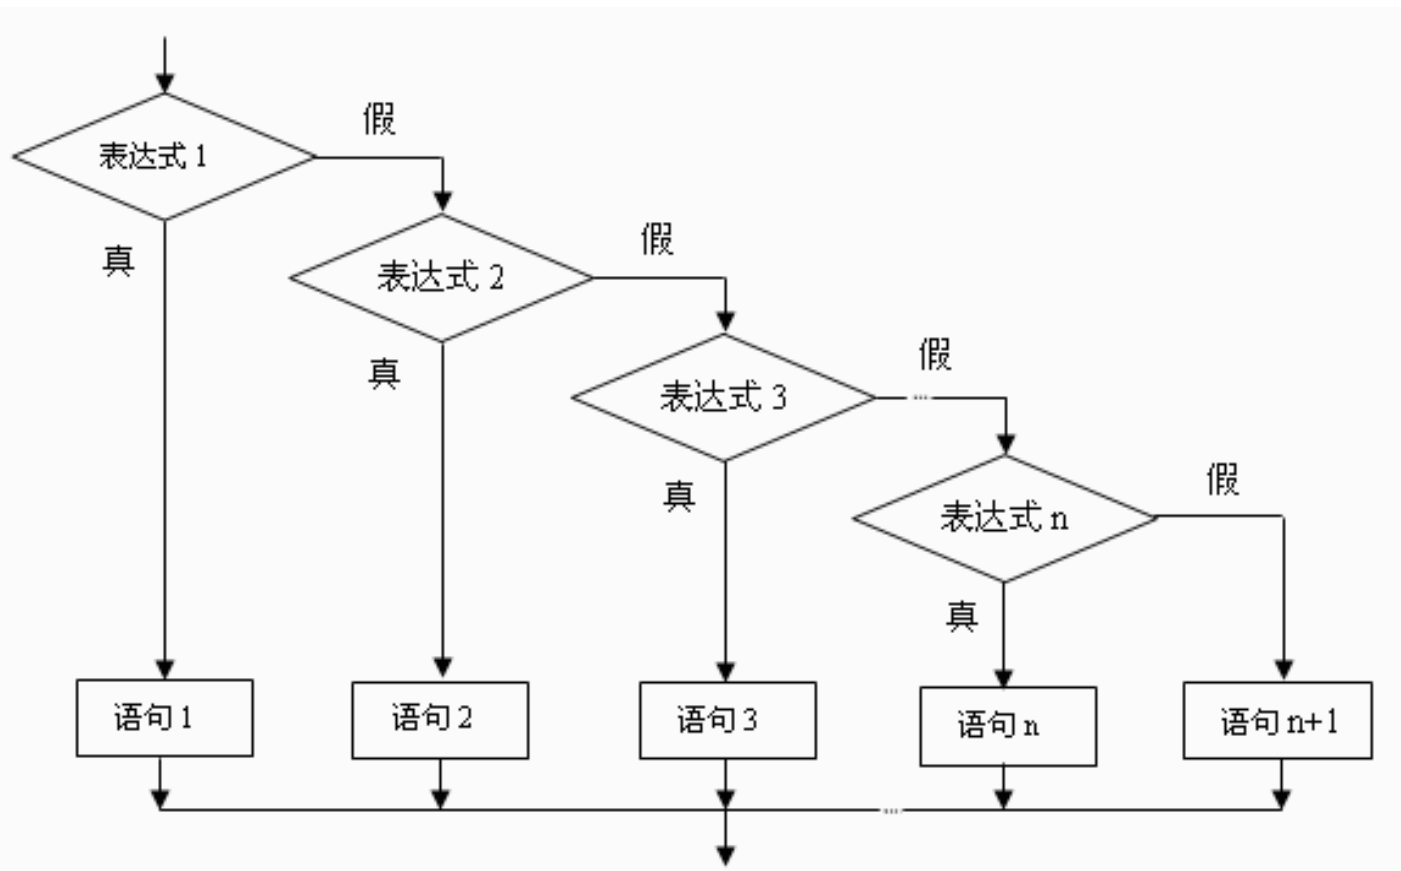 假
表达式 1
真
假
表达式 2
真
假
表达式 3
...
真
假
表达式 n
真
语句 1
语句 2
语句 3
语句 n
语句 n+1
...